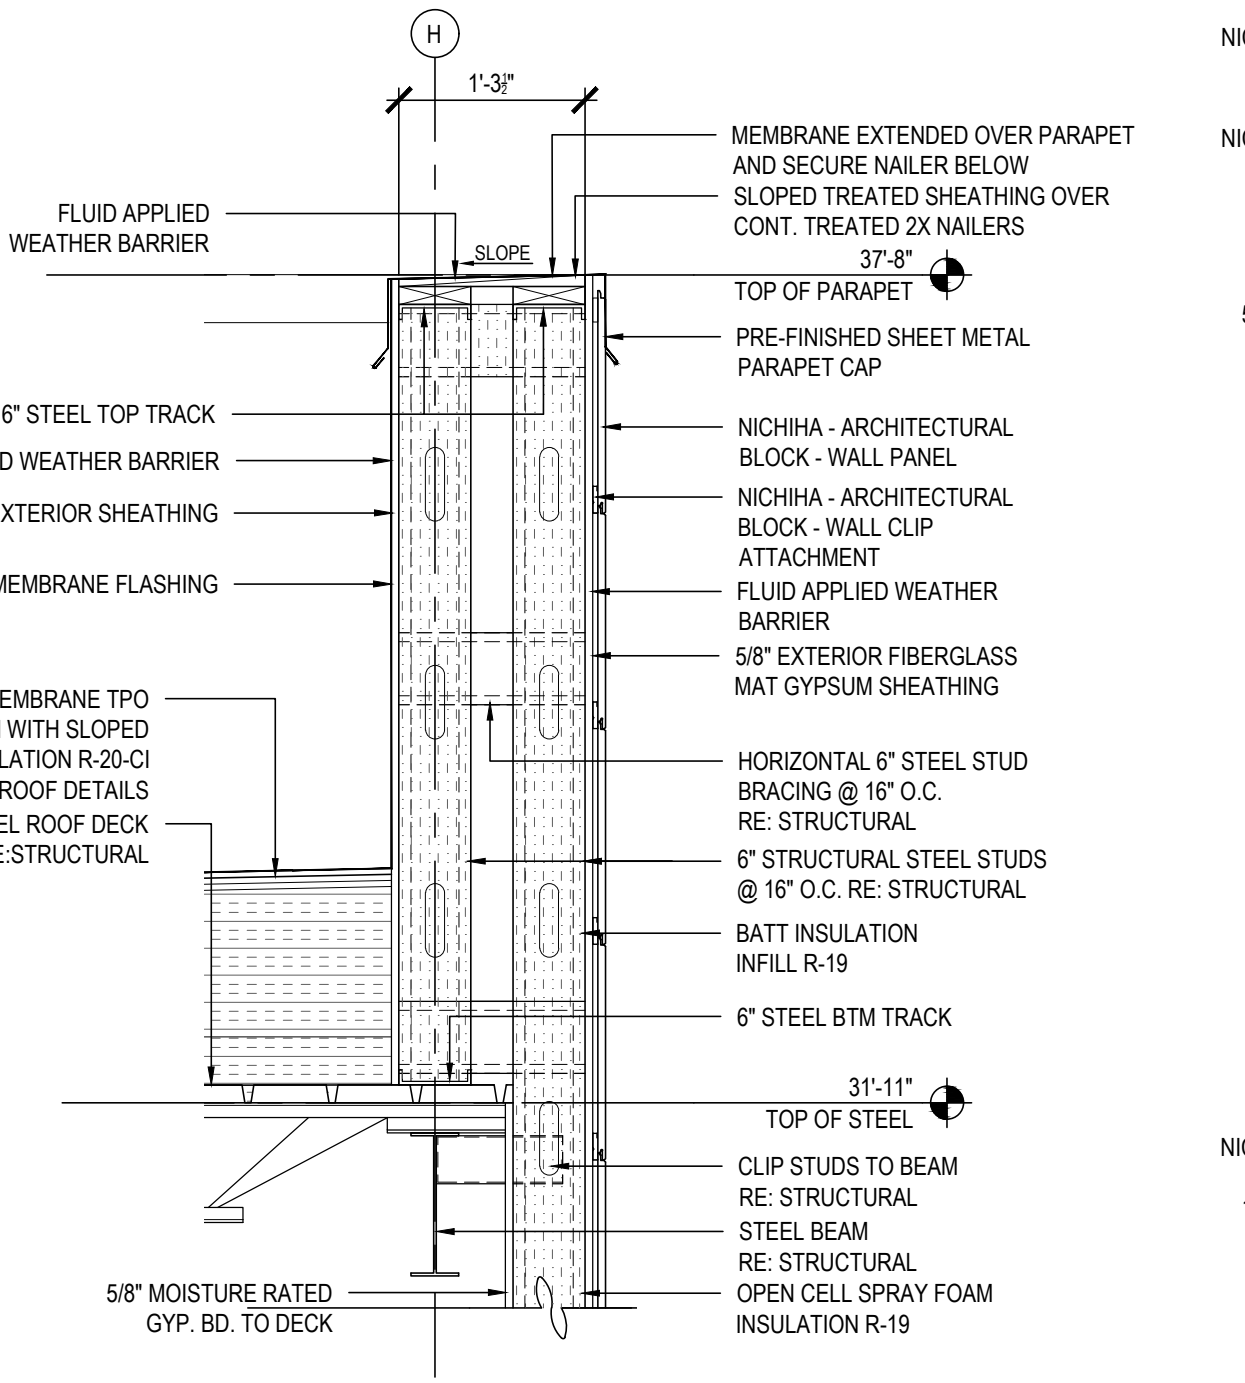 H
1'-3½"
MEMBRANE EXTENDED OVER PARAPET
AND SECURE NAILER BELOW
SLOPED TREATED SHEATHING OVER
CONT. TREATED 2X NAILERS
FLUID APPLIED
WEATHER BARRIER
SLOPE
37'-8"
TOP OF PARAPET
PRE-FINISHED SHEET METAL
PARAPET CAP
6" STEEL TOP TRACK
WEATHER BARRIER
EXTERIOR SHEATHING
MEMBRANE FLASHING
NICHIHA - ARCHITECTURAL
BLOCK - WALL PANEL
NICHIHA - ARCHITECTURAL
BLOCK - WALL CLIP
ATTACHMENT
FLUID APPLIED WEATHER
BARRIER
5/8" EXTERIOR FIBERGLASS
MAT GYPSUM SHEATHING
MEMBRANE TPO
WITH SLOPED
R-20-CI
ROOF DETAILS
ROOF DECK
RE:STRUCTURAL
HORIZONTAL 6" STEEL STUD
BRACING @ 16" O.C.
RE: STRUCTURAL
6" STRUCTURAL STEEL STUDS
@ 16" O.C. RE: STRUCTURAL
BATT INSULATION
INFILL R-19
6" STEEL BTM TRACK
31'-11"
TOP OF STEEL
CLIP STUDS TO BEAM
RE: STRUCTURAL
STEEL BEAM
RE: STRUCTURAL
OPEN CELL SPRAY FOAM
INSULATION R-19
5/8" MOISTURE RATED
GYP. BD. TO DECK